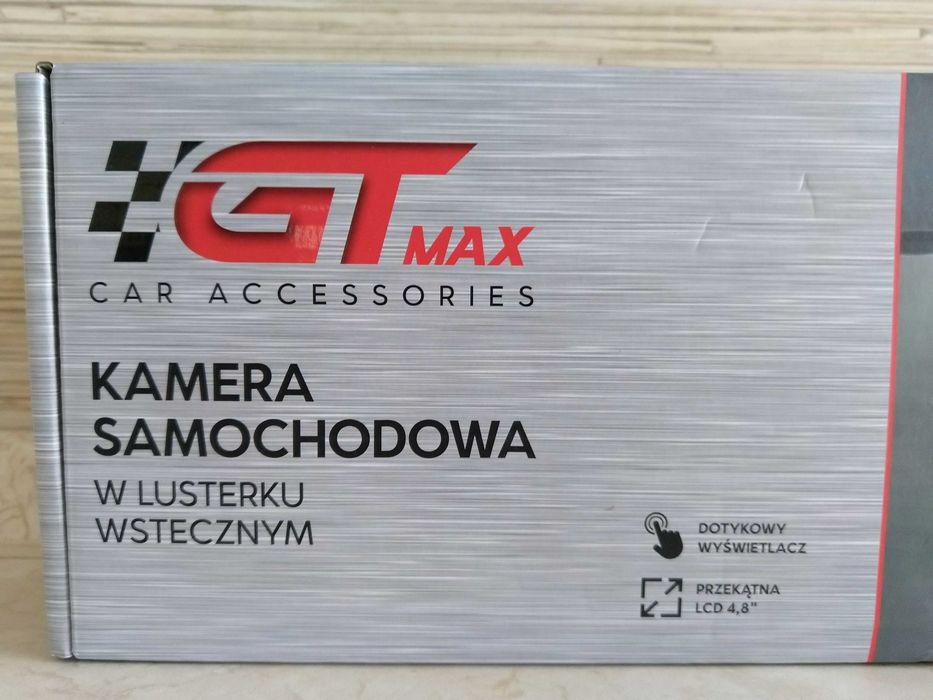 GT MAX
CAR ACCESSORIES
KAMERA
SAMOCHODOWA
W LUSTERKU
WSTECZNYM
DOTYKOWY
WYŚWIETLACZ
PRZEKĄTNA
LCD 4,8"